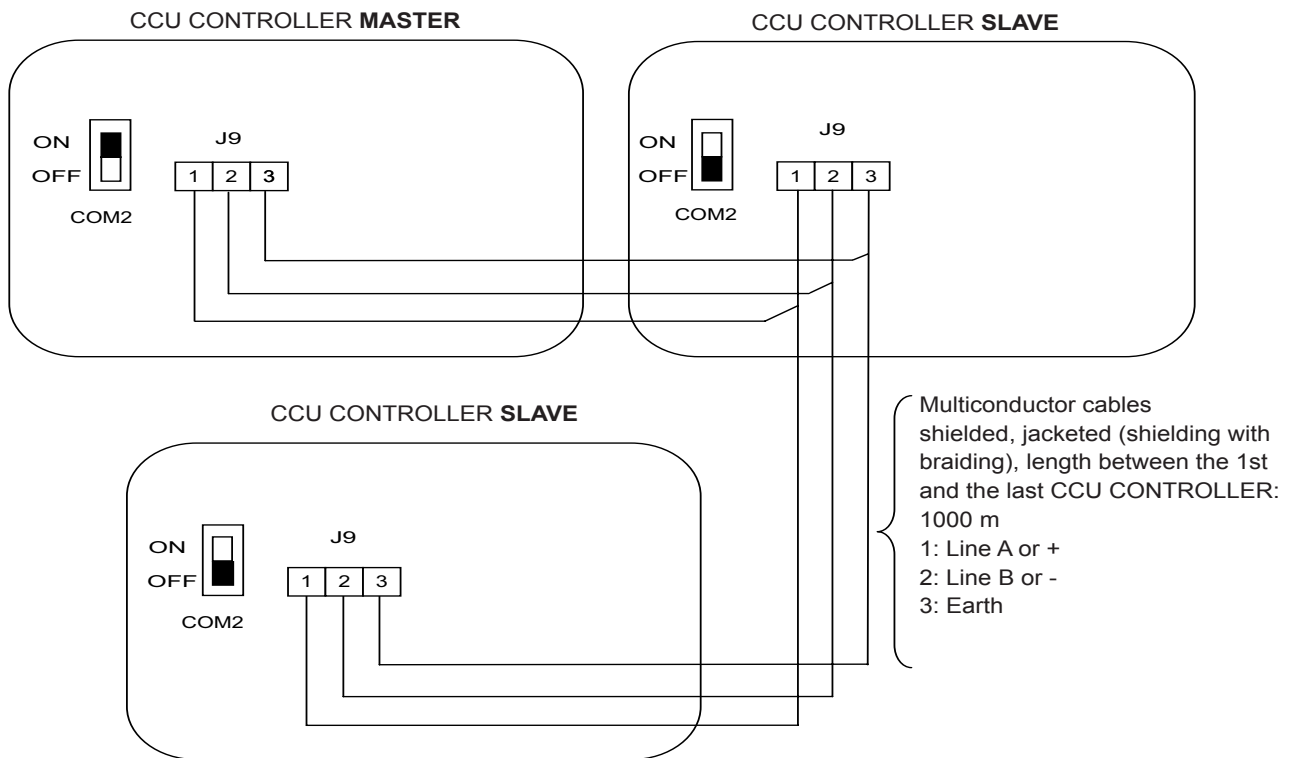 CCU CONTROLLER MASTER
ON
OFF
COM2
J9
1 2 3
CCU CONTROLLER SLAVE
ON
OFF
COM2
J9
1 2 3
CCU CONTROLLER SLAVE
ON
OFF
COM2
J9
1 2 3
Multiconductor cables
shielded, jacketed (shielding with
braiding), length between the 1st
and the last CCU CONTROLLER:
1000 m
1: Line A or +
2: Line B or -
3: Earth